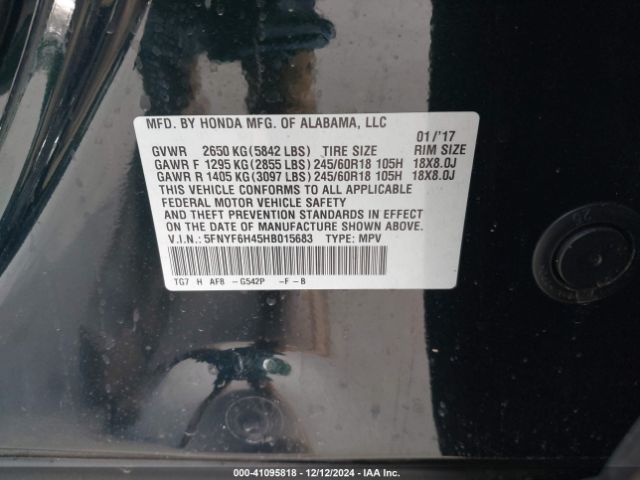 MFD. BY HONDA MFG. OF ALABAMA, LLC 01/'17
GVWR 2650 KG(5842 LBS) TIRE SIZE RIM SIZE
GAWR F 1295 KG(2855 LBS) 245/60R18 105H 18X8.0J
GAWR R 1405 KG(3097 LBS) 245/60R18 105H 18X8.0J
THIS VEHICLE CONFORMS TO ALL APPLICABLE
FEDERAL MOTOR VEHICLE SAFETY
AND THEFT PREVENTION STANDARDS IN EFFECT
ON THE DATE OF MANUFACTURE SHOWN ABOVE.
V.I.N.: 5FNYF6H45HB015683 TYPE: MPV
TG7 H AFB - G542P -F - B
000-41095818 - 12/12/2024 - IAA Inc.